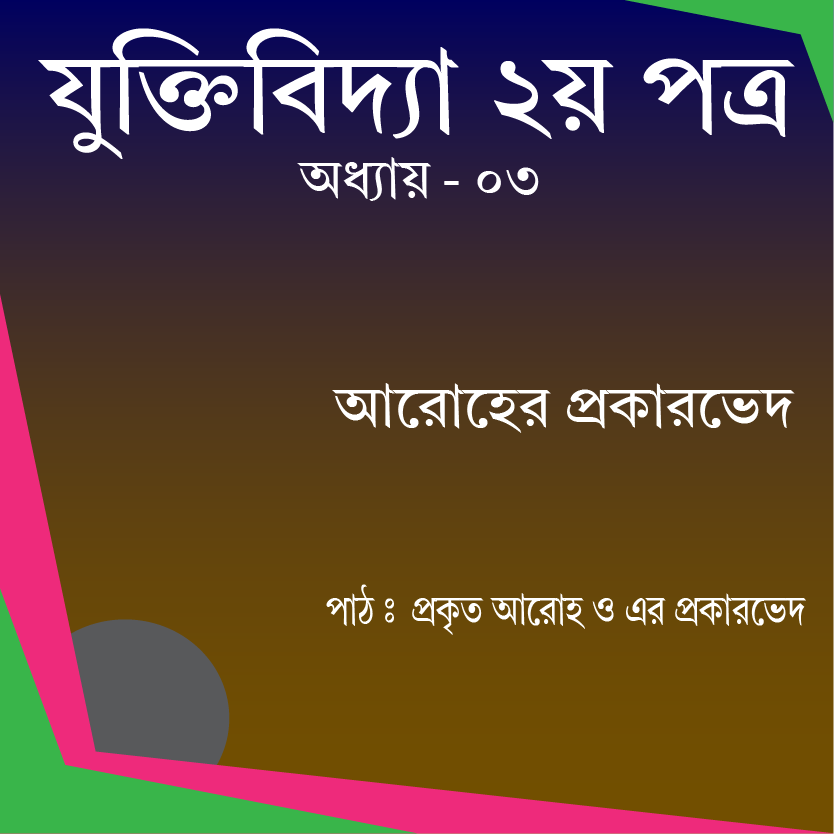 যুক্তিবিদ্যা ২য় পত্র
অধ্যায় - ০৩
আরোহের প্রকারভেদ
পাঠ ঃ প্রকৃত আরোহ ও এর প্রকারভেদ